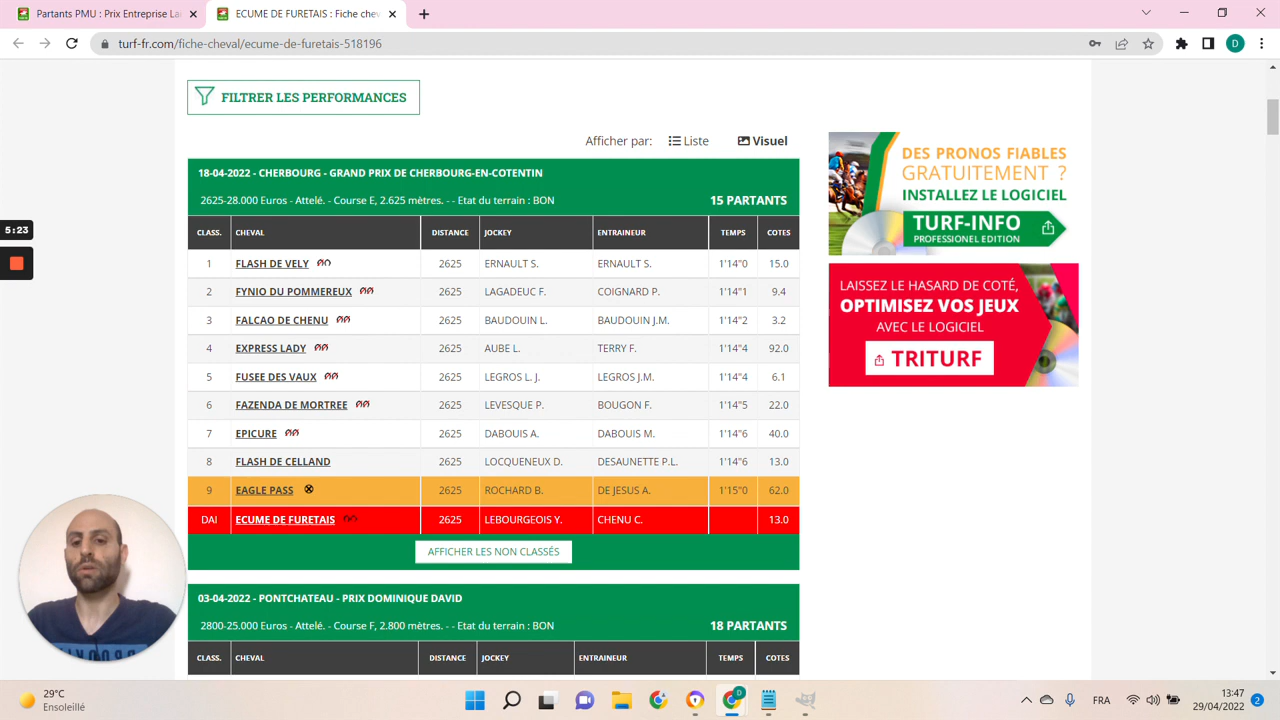 Partants PMU : Prix Entreprise La
ECUME DE FURETAIS : Fiche chev
turf-fr.com/fiche-cheval/ecume-de-furetais-518196
D
FILTRER LES PERFORMANCES
Afficher par: Liste Visuel
18-04-2022 - CHERBOURG - GRAND PRIX DE CHERBOURG-EN-COTENTIN
2625-28.000 Euros - Attelé. - Course E, 2.625 mètres. - - Etat du terrain : BON 15 PARTANTS
CLASS. CHEVAL DISTANCE JOCKEY ENTRAINEUR TEMPS COTES
1 FLASH DE VELY 2625 ERNAULT S. ERNAULT S. 1'14"0 15.0
2 FYNIO DU POMMEREUX 2625 LAGADEUC F. COIGNARD P. 1'14"1 9.4
3 FALCAO DE CHENU 2625 BAUDOUIN L. BAUDOUIN J.M. 1'14"2 3.2
4 EXPRESS LADY 2625 AUBE L. TERRY F. 1'14"4 92.0
5 FUSEE DES VAUX 2625 LEGROS L. J. LEGROS J.M. 1'14"4 6.1
6 FAZENDA DE MORTREE 2625 LEVESQUE P. BOUGON F. 1'14"5 22.0
7 EPICURE 2625 DABOUIS A. DABOUIS M. 1'14"6 40.0
8 FLASH DE CELLAND 2625 LOCQUENEUX D. DESAUNETTE P.L. 1'14"6 13.0
9 EAGLE PASS 2625 ROCHARD B. DE JESUS A. 1'15"0 62.0
DAI ECUME DE FURETAIS 2625 LEBOURGEOIS Y. CHENU C. 13.0
AFFICHER LES NON CLASSÉS
03-04-2022 - PONTCHATEAU - PRIX DOMINIQUE DAVID
2800-25.000 Euros - Attelé. - Course F, 2.800 mètres. - - Etat du terrain : BON 18 PARTANTS
CLASS. CHEVAL DISTANCE JOCKEY ENTRAINEUR TEMPS COTES
DES PRONOS FIABLES
GRATUITEMENT ?
INSTALLEZ LE LOGICIEL
TURF-INFO
PROFESSIONEL EDITION
LAISSEZ LE HASARD DE COTÉ,
OPTIMISEZ VOS JEUX
AVEC LE LOGICIEL
TRITURF
5:23
29°C
Ensoleillé
D
FRA
13:47
29/04/2022
2